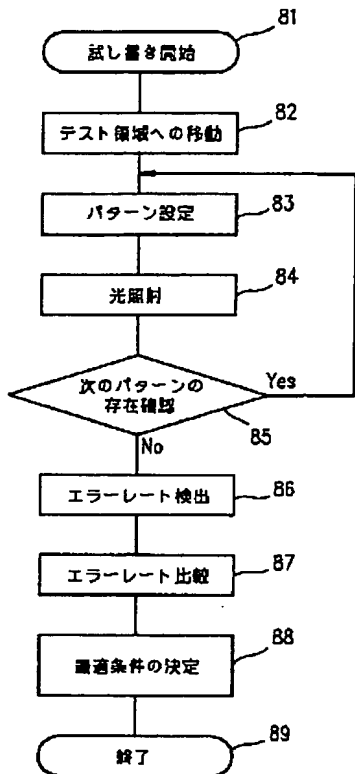 81
試し書き開始
82
テスト領域への移動
83
パターン設定
84
光照射
次のパターンの
存在確認
Yes
85
No
86
エラーレート検出
87
エラーレート比較
88
最適条件の決定
89
終了